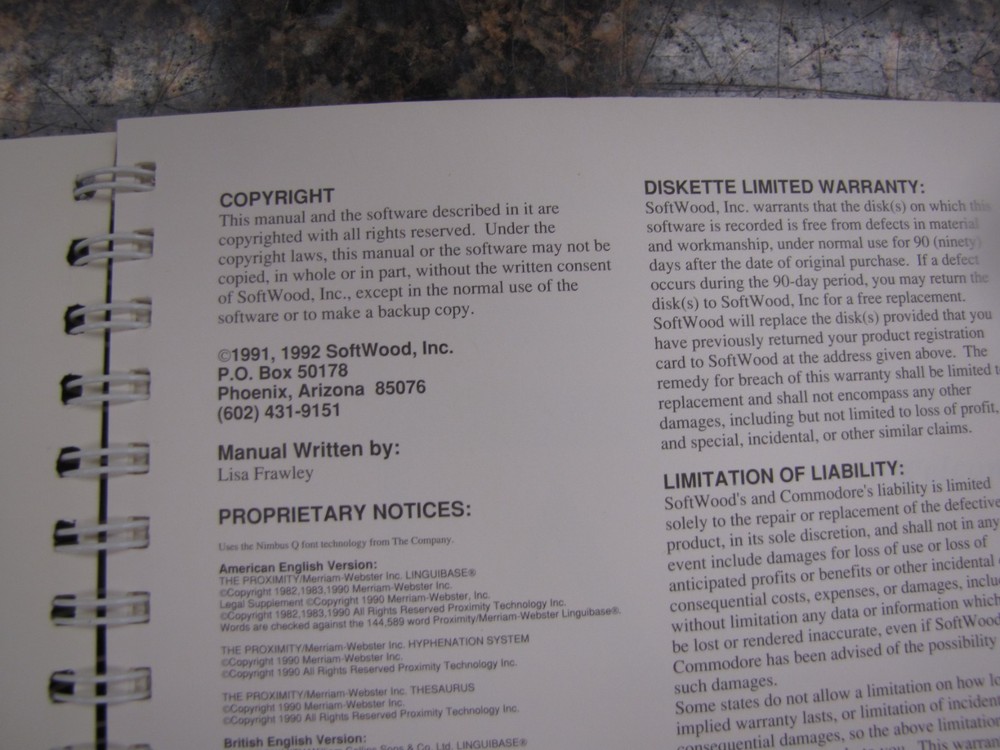 COPYRIGHT
This manual and the software described in it are
copyrighted with all rights reserved. Under the
copyright laws, this manual or the software may not be
copied, in whole or in part, without the written consent
of SoftWood, Inc., except in the normal use of the
software or to make a backup copy.
©1991, 1992 SoftWood, Inc.
P.O. Box 50178
Phoenix, Arizona 85076
(602) 431-9151
Manual Written by:
Lisa Frawley
PROPRIETARY NOTICES:
Uses the Nimbus Q font technology from The Company.
American English Version:
THE PROXIMITY/Merriam-Webster Inc. LINGUIBASE®
©Copyright 1982,1983,1990 Merriam-Webster Inc.
Legal Supplement ©Copyright 1990 Merriam-Webster, Inc.
©Copyright 1982,1983,1990 All Rights Reserved Proximity Technology Inc.
Words are checked against the 144,589 word Proximity/Merriam-Webster Linguibase®.
THE PROXIMITY/Merriam-Webster Inc. HYPHENATION SYSTEM
©Copyright 1990 Merriam-Webster Inc.
©Copyright 1990 All Rights Reserved Proximity Technology Inc.
THE PROXIMITY/Merriam-Webster Inc. THESAURUS
©Copyright 1990 Merriam-Webster Inc.
©Copyright 1990 All Rights Reserved Proximity Technology Inc.
British English Version:
Sons & Co. Ltd. LINGUIBASE®
DISKETTE LIMITED WARRANTY:
SoftWood, Inc. warrants that the disk(s) on which this
software is recorded is free from defects in material
and workmanship, under normal use for 90 (ninety)
days after the date of original purchase. If a defect
occurs during the 90-day period, you may return the
disk(s) to SoftWood, Inc for a free replacement.
SoftWood will replace the disk(s) provided that you
have previously returned your product registration
card to SoftWood at the address given above. The
remedy for breach of this warranty shall be limited t
replacement and shall not encompass any other
damages, including but not limited to loss of profit,
and special, incidental, or other similar claims.
LIMITATION OF LIABILITY:
SoftWood's and Commodore's liability is limited
solely to the repair or replacement of the defective
product, in its sole discretion, and shall not in any
event include damages for loss of use or loss of
anticipated profits or benefits or other incidental
consequential costs, expenses, or damages, inclu
without limitation any data or information which
be lost or rendered inaccurate, even if SoftWood
Commodore has been advised of the possibility
such damages.
Some states do not allow a limitation on how lo
implied warranty lasts, or limitation of incident
consequential damages, so the above limitation
you. This warran